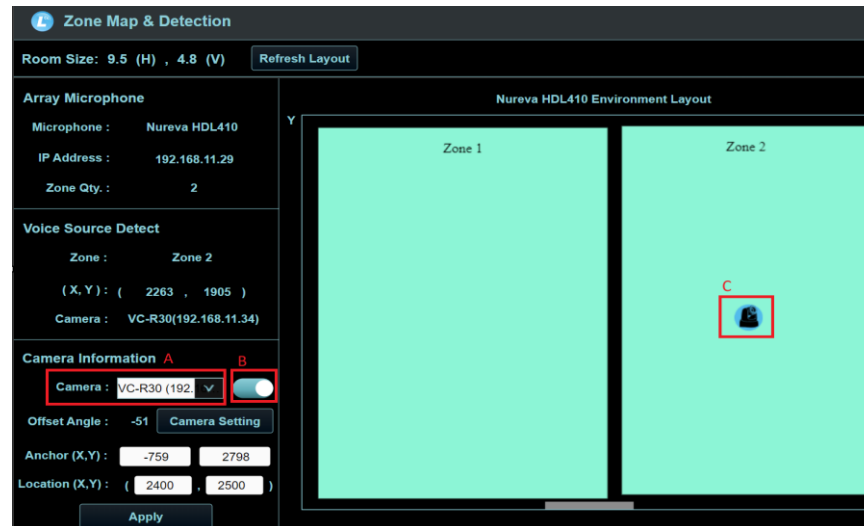 Zone Map & Detection
Room Size: 9.5 (H) , 4.8 (V) Refresh Layout
Array Microphone
Microphone : Nureva HDL410
IP Address : 192.168.11.29
Zone Qty. : 2
Voice Source Detect
Zone : Zone 2
( X, Y ) : ( 2263 , 1905 )
Camera : VC-R30(192.168.11.34)
Camera Information A B
Camera : VC-R30 (192.
Offset Angle : -51 Camera Setting
Anchor (X,Y) : -759 2798
Location (X,Y) : ( 2400 , 2500 )
Apply
Nureva HDL410 Environment Layout
Y
Zone 1 Zone 2
C